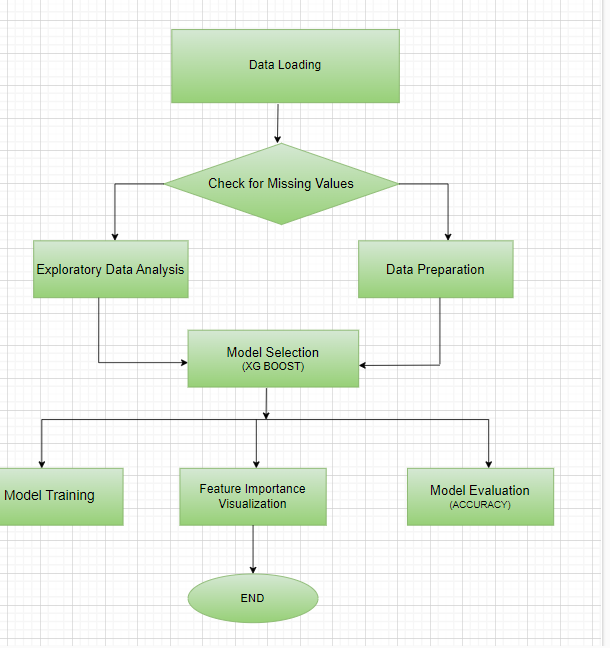 Data Loading
Check for Missing Values
Exploratory Data Analysis
Data Preparation
Model Selection
(XG BOOST)
Model Training
Feature Importance
Visualization
Model Evaluation
(ACCURACY)
END